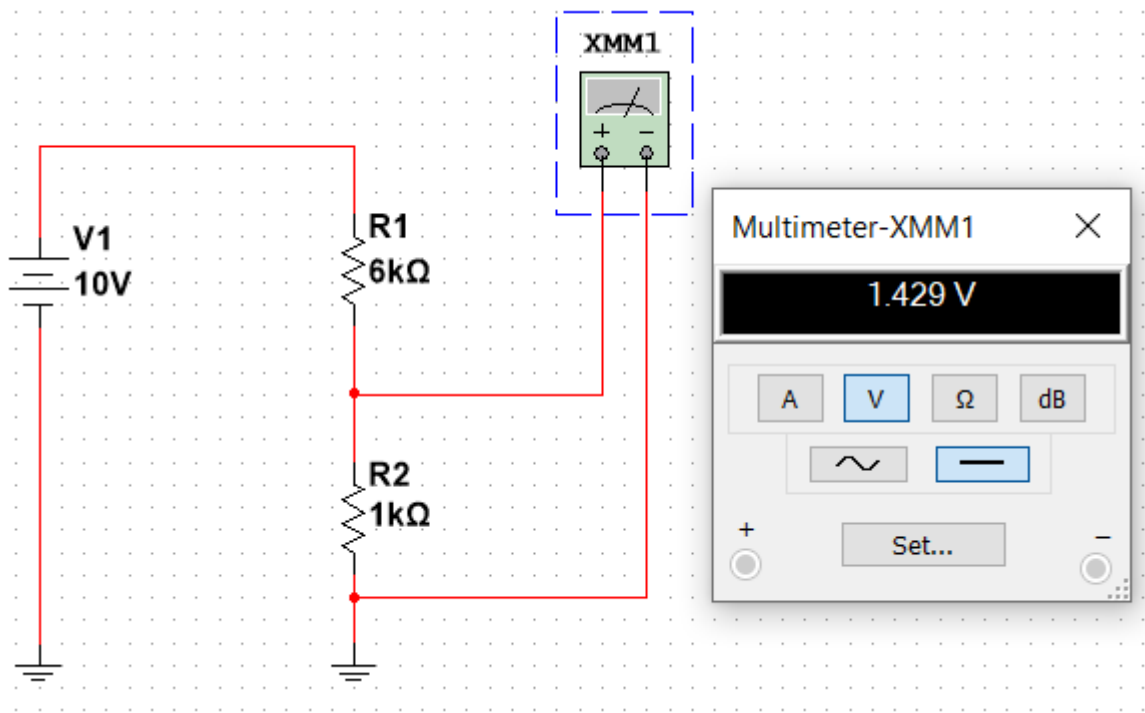 XMM1
+ −
V1
10V
R1
6kΩ
R2
1kΩ
Multimeter-XMM1
1.429 V
A V Ω dB
+ −
Set...